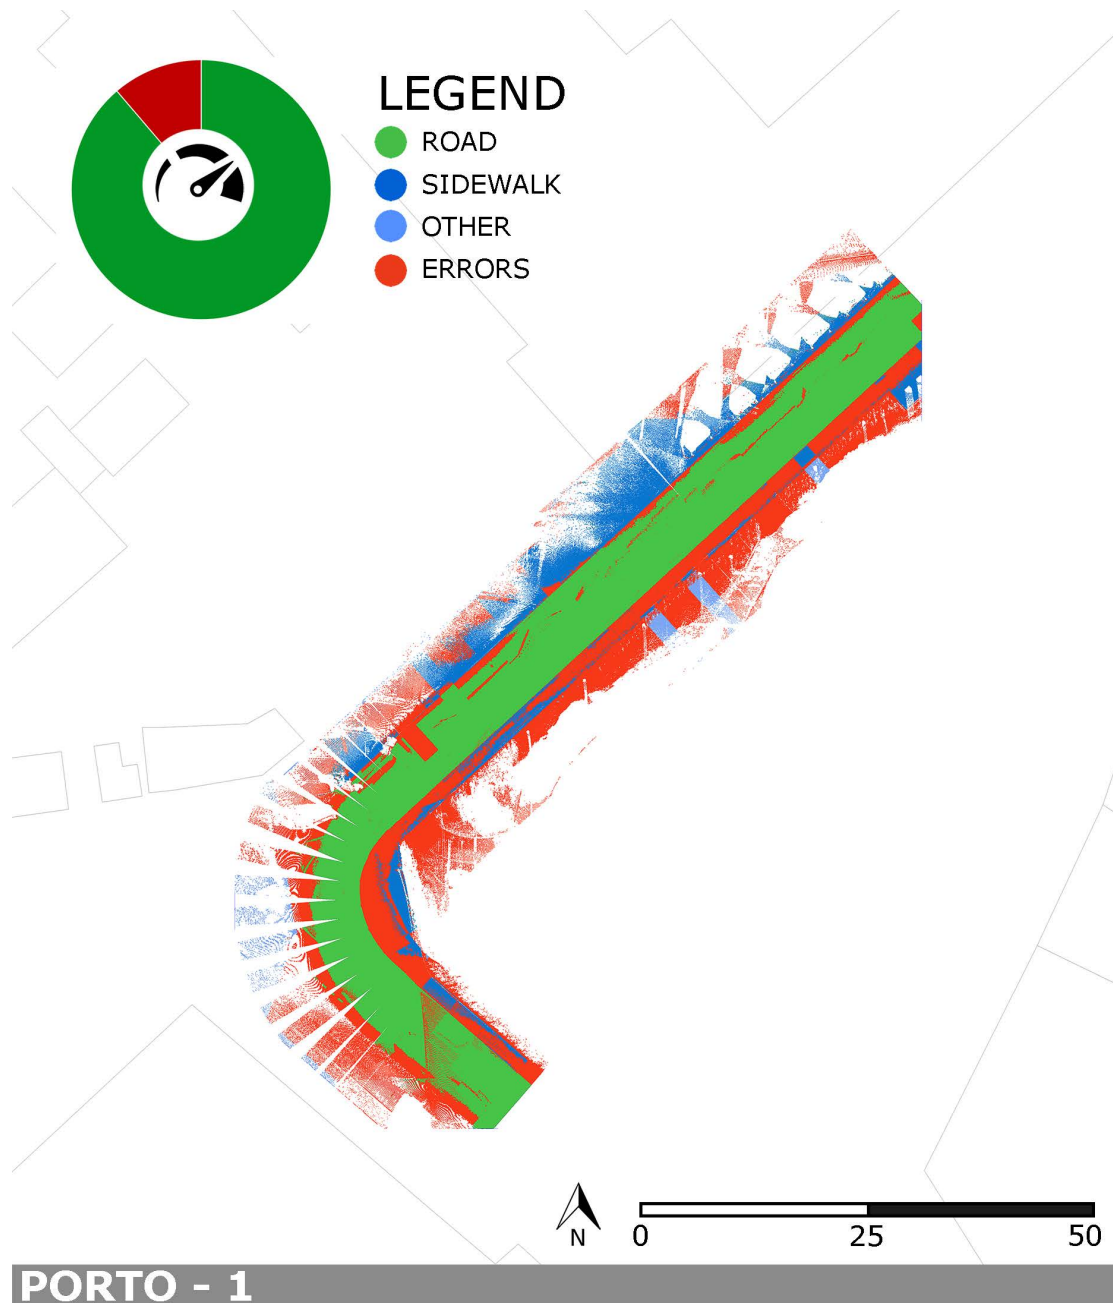 LEGEND
ROAD
SIDEWALK
OTHER
ERRORS
N
0 25 50
PORTO - 1